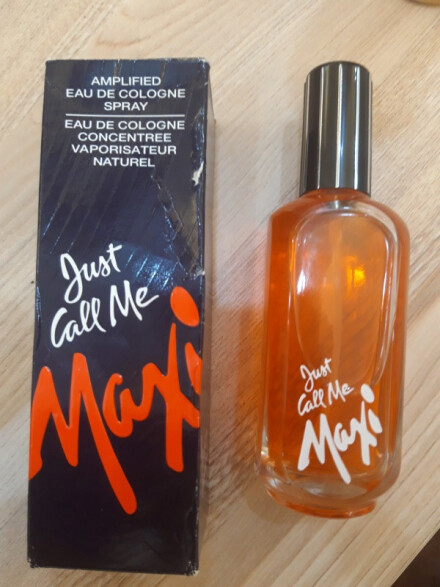 AMPLIFIED
EAU DE COLOGNE
SPRAY
EAU DE COLOGNE
CONCENTREE
VAPORISATEUR
NATUREL
Just
Call Me
Maxi
Just
Call Me
Maxi